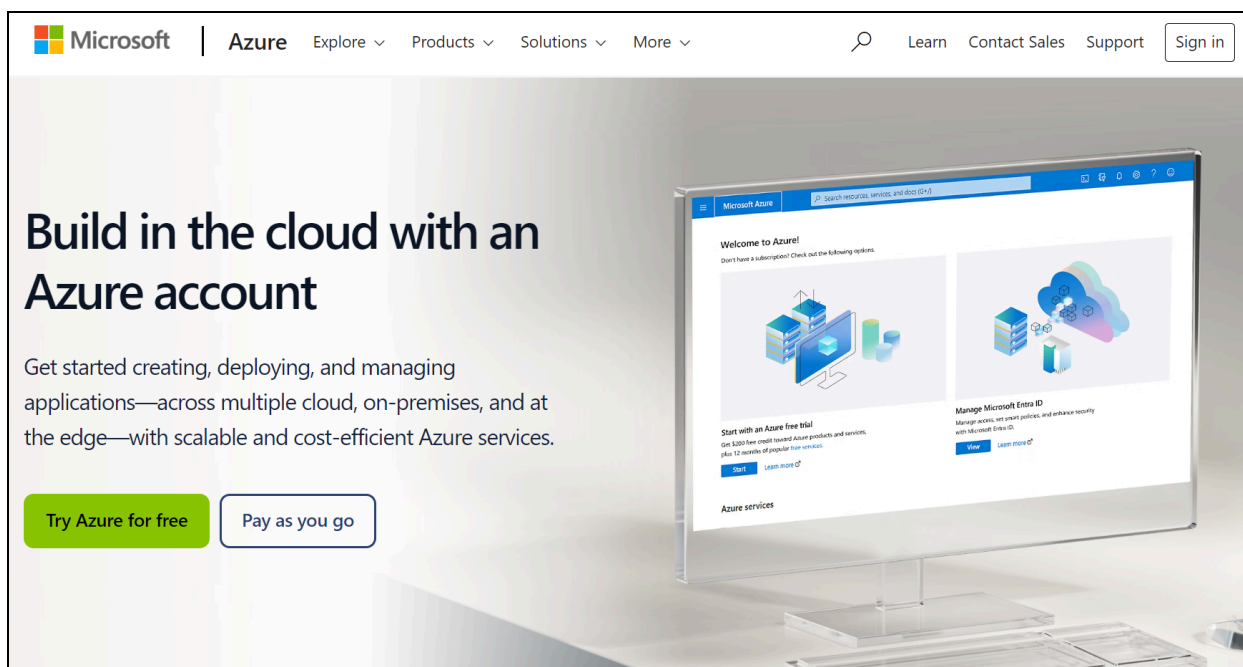 Microsoft Azure Explore Products Solutions More Learn Contact Sales Support Sign in
Build in the cloud with an
Azure account
Get started creating, deploying, and managing
applications—across multiple cloud, on-premises, and at
the edge—with scalable and cost-efficient Azure services.
Try Azure for free Pay as you go
Microsoft Azure Search resources, services, and docs (G+/)
Welcome to Azure!
Don't have a subscription? Check out the following options.
Start with an Azure free trial
Get $200 free credit toward Azure products and services,
plus 12 months of popular free services.
Start Learn more
Manage Microsoft Entra ID
Manage access, set smart policies, and enhance security
with Microsoft Entra ID.
View Learn more
Azure services